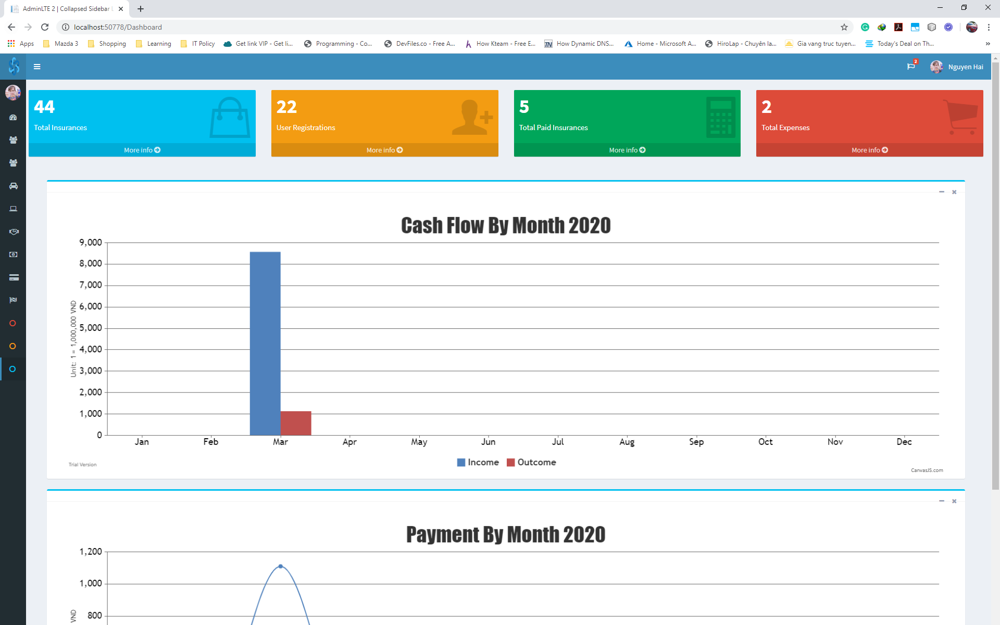 AdminLTE 2 | Collapsed Sidebar L
localhost:50778/Dashboard
Apps Mazda 3 Shopping Learning IT Policy Get link VIP - Get li... Programming - Co... DevFiles.co - Free A... How Kteam - Free E... How Dynamic DNS... Home - Microsoft A... HiroLap - Chuyên la... Gia vang truc tuyen... Today's Deal on Th... »
2
Nguyen Hai
44
Total Insurances
More info
22
User Registrations
More info
5
Total Paid Insurances
More info
2
Total Expenses
More info
Cash Flow By Month 2020
Unit: 1 = 1,000,000 VND
9,000
8,000
7,000
6,000
5,000
4,000
3,000
2,000
1,000
0
Jan Feb Mar Apr May Jun Jul Aug Sep Oct Nov Dec
Income Outcome
Trial Version
CanvasJS.com
Payment By Month 2020
1,200
1,000
800
VND